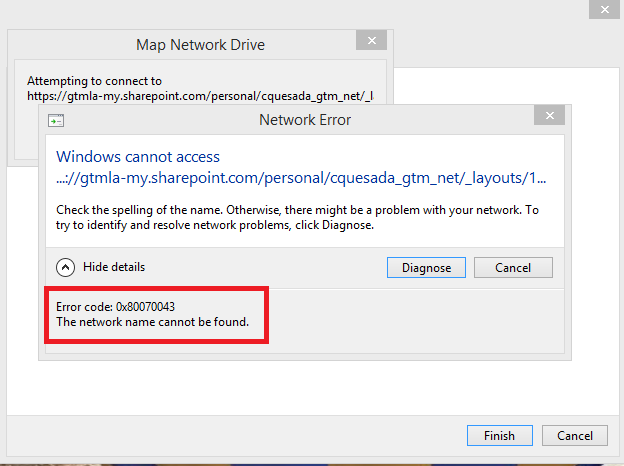 Map Network Drive
Attempting to connect to
https://gtmla-my.sharepoint.com/personal/cquesada_gtm_net/_l
Network Error
Windows cannot access
...://gtmla-my.sharepoint.com/personal/cquesada_gtm_net/_layouts/1...
Check the spelling of the name. Otherwise, there might be a problem with your network. To
try to identify and resolve network problems, click Diagnose.
Hide details
Diagnose
Cancel
Error code: 0x80070043
The network name cannot be found.
Finish
Cancel